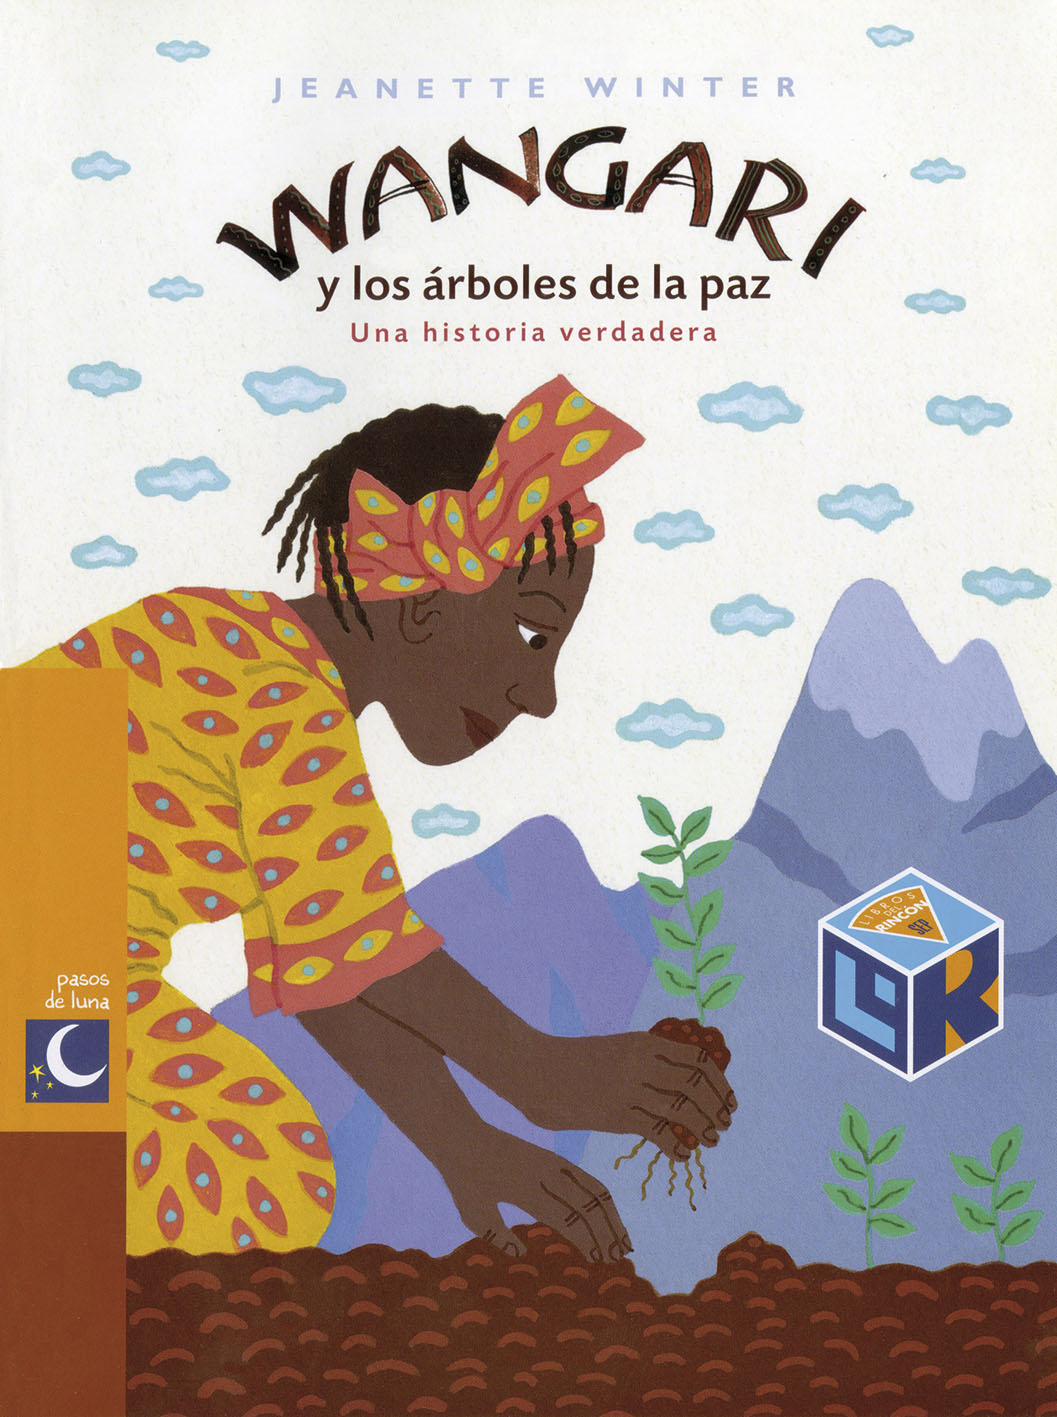 JEANETTE WINTER
WANGARI
y los árboles de la paz
Una historia verdadera
LIBROS
DEL
RINCÓN
SEP
L
R
pasos
de luna